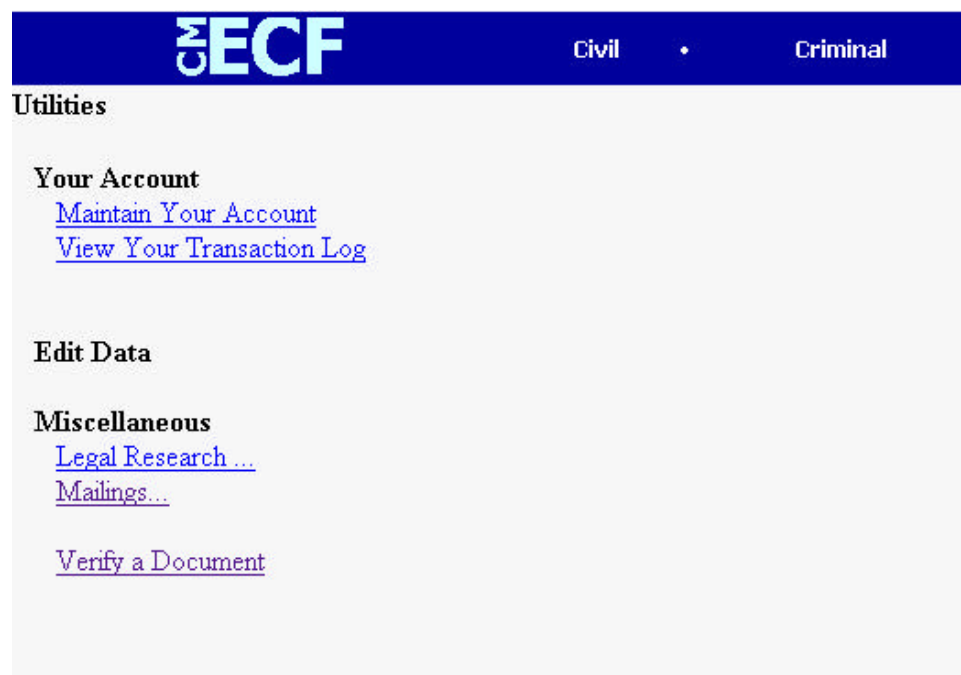 CM ECF Civil • Criminal
Utilities
Your Account
Maintain Your Account
View Your Transaction Log
Edit Data
Miscellaneous
Legal Research ...
Mailings...
Verify a Document